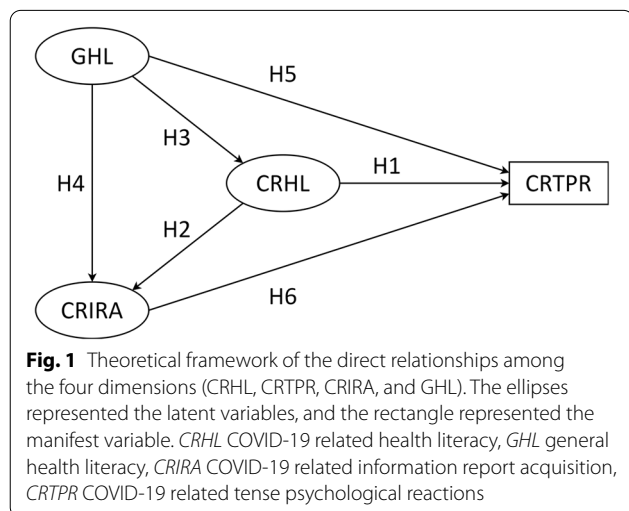 GHL
H5
H3
H4
H1
CRHL
CRTPR
H2
CRIRA
H6
Fig. 1 Theoretical framework of the direct relationships among
the four dimensions (CRHL, CRTPR, CRIRA, and GHL). The ellipses
represented the latent variables, and the rectangle represented the
manifest variable. CRHL COVID-19 related health literacy, GHL general
health literacy, CRIRA COVID-19 related information report acquisition,
CRTPR COVID-19 related tense psychological reactions